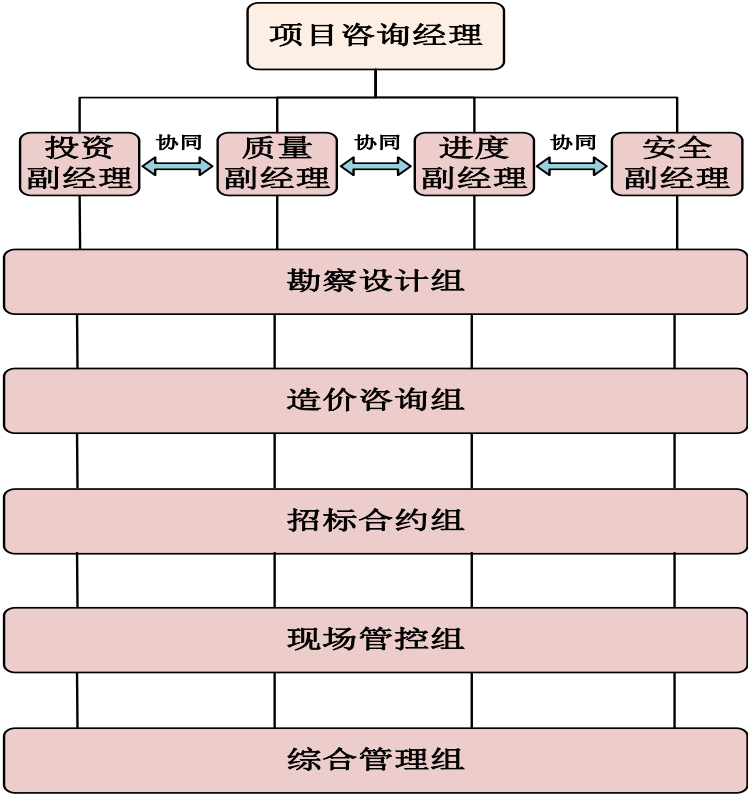 项目咨询经理
协同 协同 协同
投资 质量 进度 安全
副经理 副经理 副经理 副经理
勘察设计组
造价咨询组
招标合约组
现场管控组
综合管理组